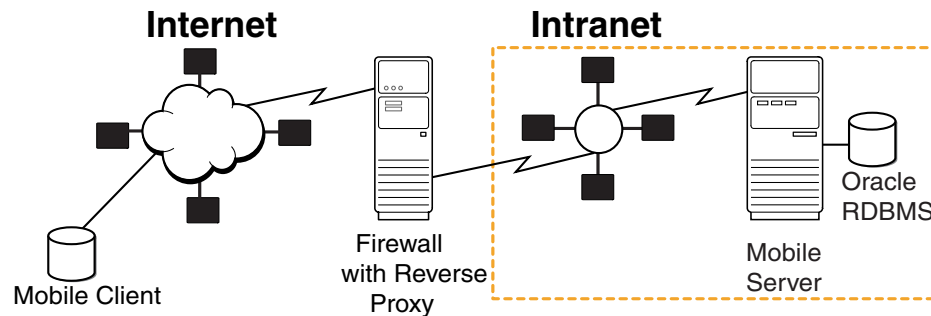 Internet
Intranet
Mobile Client
Firewall
with Reverse
Proxy
Mobile
Server
Oracle
RDBMS